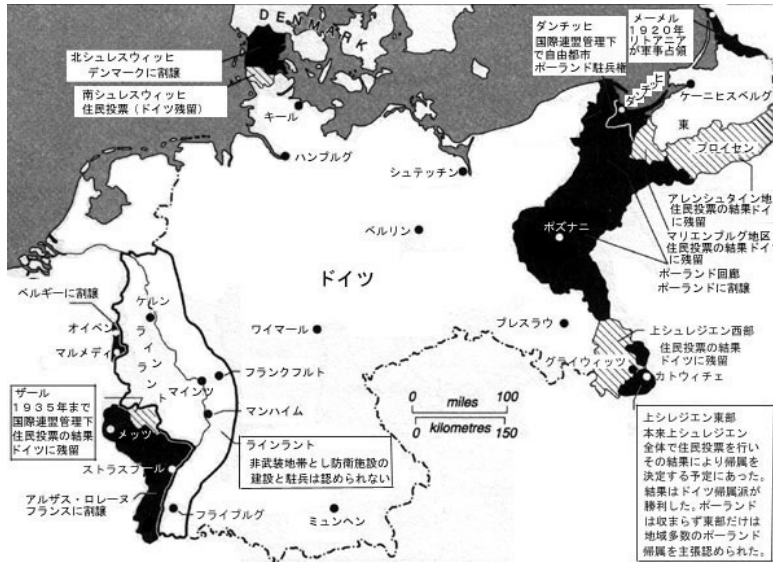 DENMARK
北シュレスウィッヒ
デンマークに割譲
南シュレスウィッヒ
住民投票（ドイツ残留）
キール
ハンブルグ
シュテッチン
ダンチッヒ
国際連盟管理下
で自由都市
ポーランド駐兵権
メーメル
1920年
リトアニア
が軍事占領
ダンチッヒ
ケーニヒスベルグ
東
プロイセン
アレンシュタイン地
住民投票の結果ドイ
に残留
マリエンブルグ地区
住民投票の結果ドイツ
に残留
ポーランド回廊
ポーランドに割譲
ポズナニ
ベルリン
ドイツ
ベルギーに割譲
オイペン
マルメディ
ケルン
ラインラント
ワイマール
ブレスラウ
上シュレジエン西部
住民投票の結果
ドイツに残留
グライウィッツ
カトウィチェ
フランクフルト
マインツ
マンハイム
ザール
1935年まで
国際連盟管理下
住民投票の結果
ドイツに残留
メッツ
ストラスブール
アルザス・ロレーヌ
フランスに割譲
フライブルグ
ラインラント
非武装地帯とし防衛施設の
建設と駐兵は認められない
ミュンヘン
0 miles 100
0 kilometres 150
上シレジエン東部
本来上シュレジエン
全体で住民投票を行い
その結果により帰属を
決定する予定にあった。
結果はドイツ帰属派が
勝利した。ポーランド
は収まらず東部だけは
地域多数のポーランド
帰属を主張認められた。